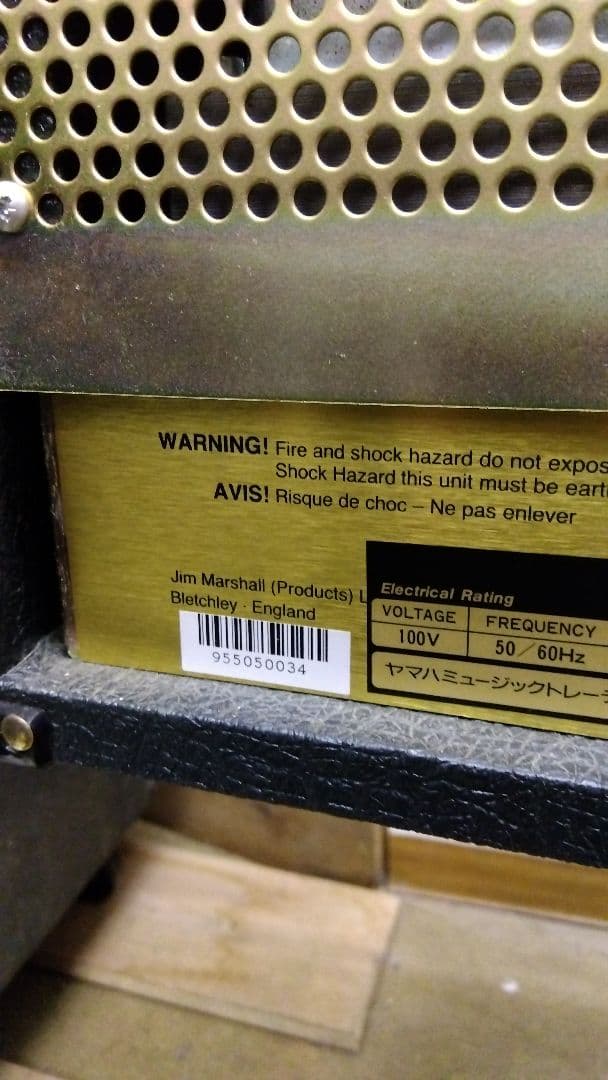 WARNING! Fire and shock hazard do not expos
Shock Hazard this unit must be eart
AVIS! Risque de choc – Ne pas enlever
Jim Marshall (Products) L
Bletchley · England
955050034
Electrical Rating
VOLTAGE FREQUENCY
100V 50/60Hz
ヤマハミュージックトレー